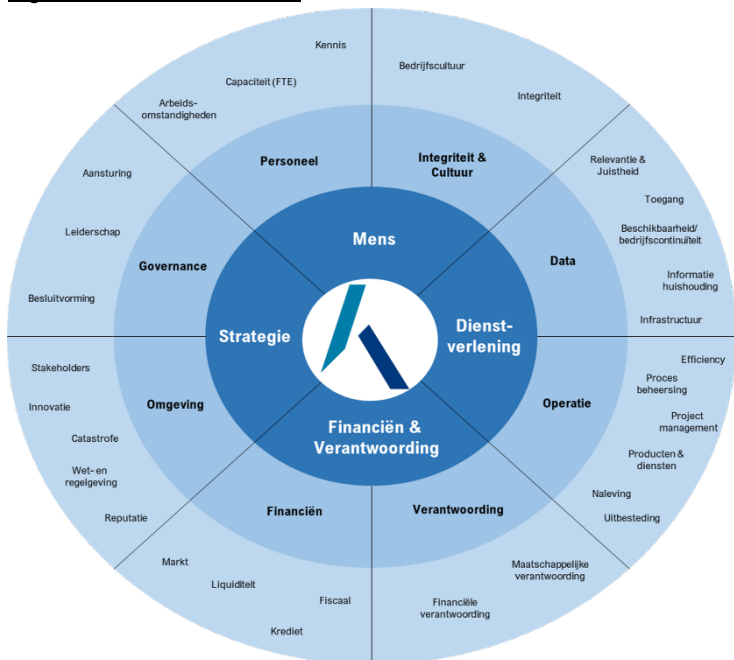 Kennis
Bedrijfscultuur
Capaciteit (FTE)
Integriteit
Arbeids-
omstandigheden
Personeel
Integriteit &
Cultuur
Relevantie &
Juistheid
Aansturing
Toegang
Leiderschap
Beschikbaarheid/
bedrijfscontinuïteit
Mens
Governance
Data
Informatie
huishouding
Besluitvorming
Infrastructuur
Strategie
Dienst-
verlening
Stakeholders
Efficiency
Proces
beheersing
Innovatie
Omgeving
Operatie
Project
management
Catastrofe
Financiën &
Verantwoording
Producten &
diensten
Wet- en
regelgeving
Naleving
Reputatie
Financiën
Verantwoording
Uitbesteding
Markt
Maatschappelijke
verantwoording
Liquiditeit
Fiscaal
Financiële
verantwoording
Krediet